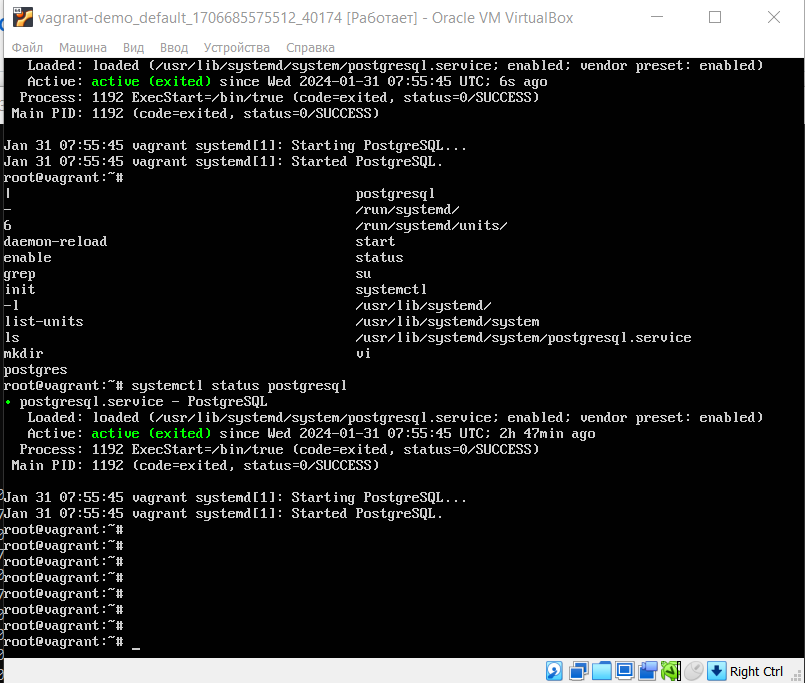 vagrant-demo_default_1706685575512_40174 [Работает] - Oracle VM VirtualBox
Файл Машина Вид Ввод Устройства Справка
Loaded: loaded (/usr/lib/systemd/system/postgresql.service; enabled; vendor preset: enabled)
Active: active (exited) since Wed 2024-01-31 07:55:45 UTC; 6s ago
Process: 1192 ExecStart=/bin/true (code=exited, status=0/SUCCESS)
Main PID: 1192 (code=exited, status=0/SUCCESS)
Jan 31 07:55:45 vagrant systemd[1]: Starting PostgreSQL...
Jan 31 07:55:45 vagrant systemd[1]: Started PostgreSQL.
root@vagrant:~#
! postgresql
- /run/systemd/
6 /run/systemd/units/
daemon-reload start
enable status
grep su
init systemctl
-l /usr/lib/systemd/
list-units /usr/lib/systemd/system
ls /usr/lib/systemd/system/postgresql.service
mkdir vi
postgres
root@vagrant:~# systemctl status postgresql
• postgresql.service - PostgreSQL
Loaded: loaded (/usr/lib/systemd/system/postgresql.service; enabled; vendor preset: enabled)
Active: active (exited) since Wed 2024-01-31 07:55:45 UTC; 2h 47min ago
Process: 1192 ExecStart=/bin/true (code=exited, status=0/SUCCESS)
Main PID: 1192 (code=exited, status=0/SUCCESS)
Jan 31 07:55:45 vagrant systemd[1]: Starting PostgreSQL...
Jan 31 07:55:45 vagrant systemd[1]: Started PostgreSQL.
root@vagrant:~#
root@vagrant:~#
root@vagrant:~#
root@vagrant:~#
root@vagrant:~#
root@vagrant:~#
root@vagrant:~#
root@vagrant:~# _
Right Ctrl